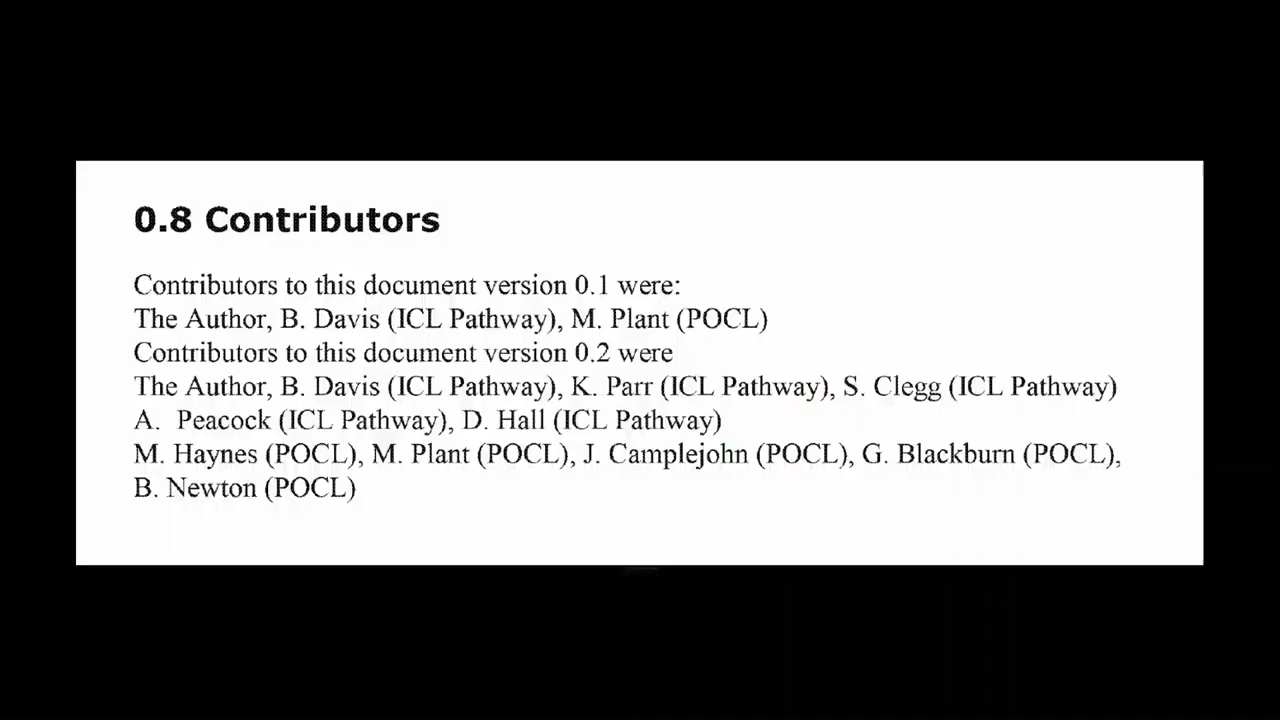 0.8 Contributors
Contributors to this document version 0.1 were:
The Author, B. Davis (ICL Pathway), M. Plant (POCL)
Contributors to this document version 0.2 were
The Author, B. Davis (ICL Pathway), K. Parr (ICL Pathway), S. Clegg (ICL Pathway)
A. Peacock (ICL Pathway), D. Hall (ICL Pathway)
M. Haynes (POCL), M. Plant (POCL), J. Camplejohn (POCL), G. Blackburn (POCL),
B. Newton (POCL)